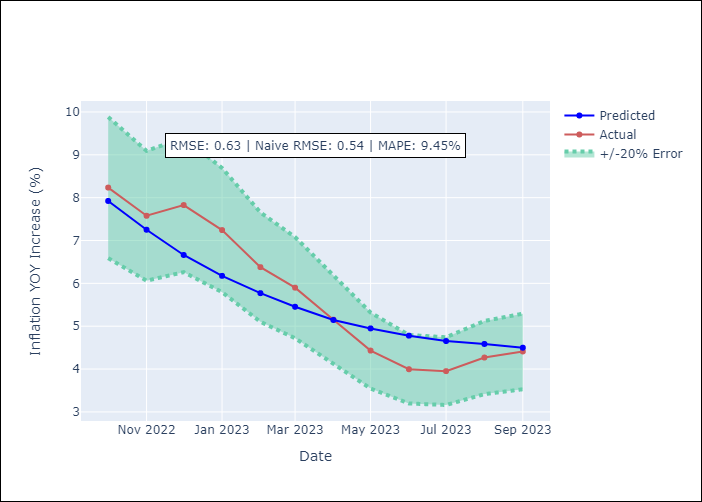 RMSE: 0.63 | Naive RMSE: 0.54 | MAPE: 9.45%
Predicted
Actual
+/-20% Error
Inflation YOY Increase (%)
10
9
8
7
6
5
4
3
Nov 2022
Jan 2023
Mar 2023
May 2023
Jul 2023
Sep 2023
Date